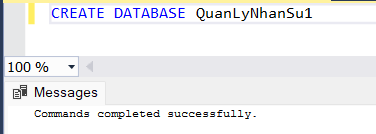 CREATE DATABASE QuanLyNhanSu1
100 %
Messages
Commands completed successfully.